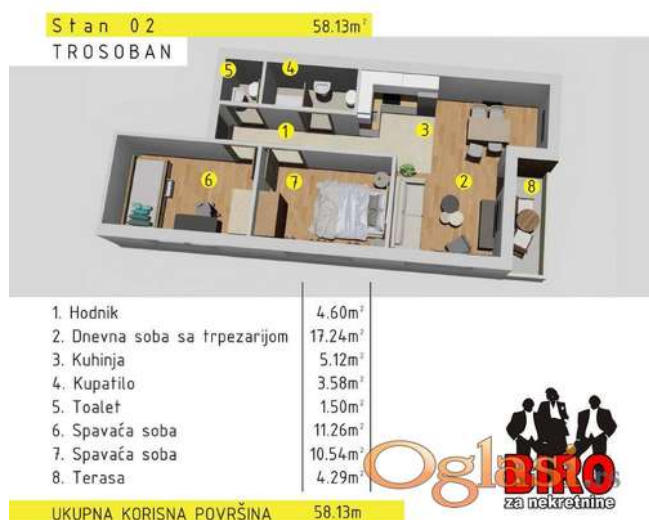 Stan 02 58.13m²
TROSOBAN
5
4
1
3
6
7
2
8
1. Hodnik 4.60m²
2. Dnevna soba sa trpezarijom 17.24m²
3. Kuhinja 5.12m²
4. Kupatilo 3.58m²
5. Toalet 1.50m²
6. Spavaća soba 11.26m²
7. Spavaća soba 10.54m²
8. Terasa 4.29m²
Oglasi.rs
BIRO
za nekretnine
UKUPNA KORISNA POVRŠINA 58.13m